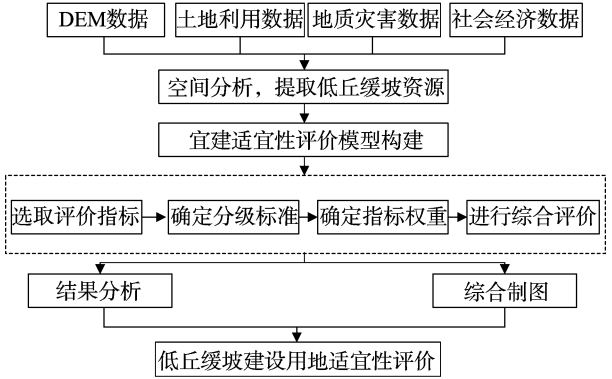 DEM数据
土地利用数据
地质灾害数据
社会经济数据
空间分析，提取低丘缓坡资源
宜建适宜性评价模型构建
选取评价指标
确定分级标准
确定指标权重
进行综合评价
结果分析
综合制图
低丘缓坡建设用地适宜性评价